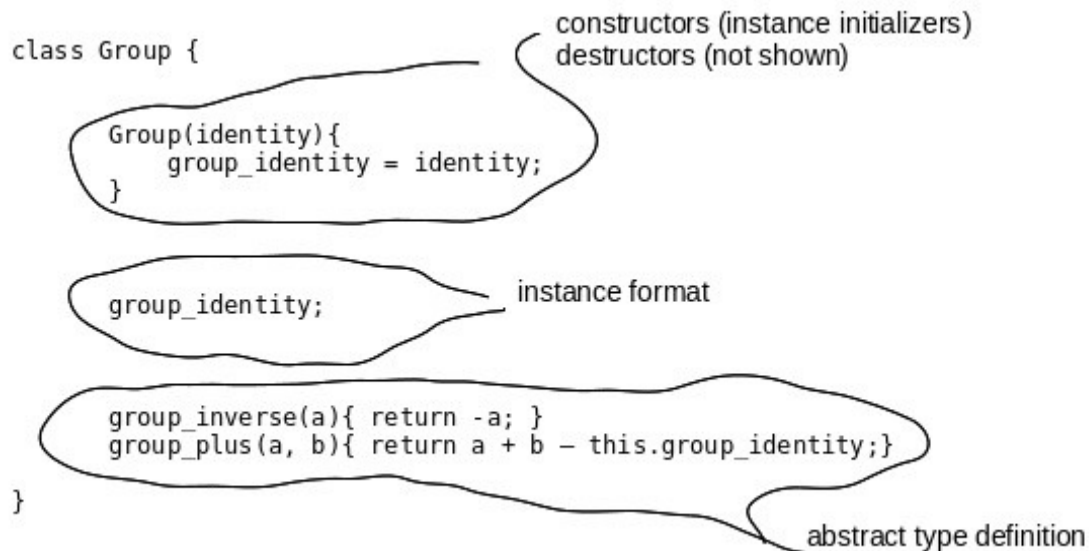 constructors (instance initializers)
destructors (not shown)
class Group {
Group(identity){
group_identity = identity;
}
group_identity;
instance format
group_inverse(a){ return -a; }
group_plus(a, b){ return a + b – this.group_identity;}
}
abstract type definition